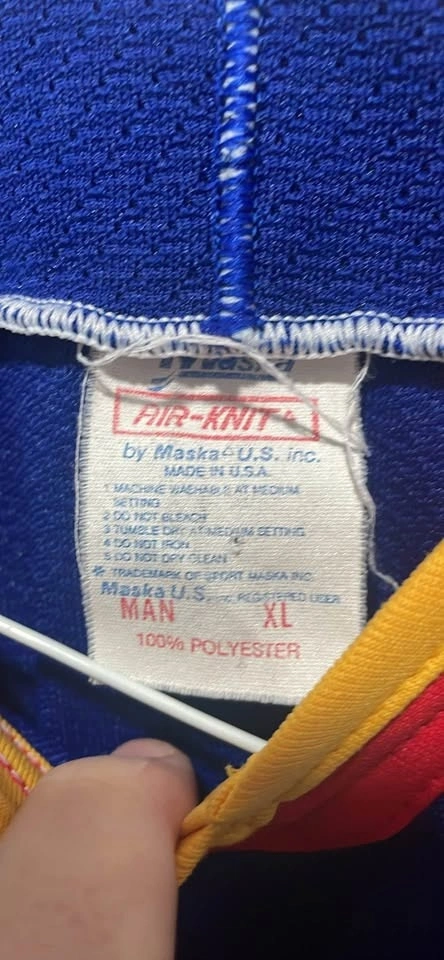 Maska
AIR-KNIT*
by Maska* U.S. inc.
MADE IN U.S.A.
1 MACHINE WASHABLE AT MEDIUM
SETTING
2 DO NOT BLEACH
3 TUMBLE DRY AT MEDIUM SETTING
4 DO NOT IRON
5 DO NOT DRY CLEAN
* TRADEMARK OF SPORT MASKA INC.
Maska U.S. inc. REGISTERED USER
MAN XL
100% POLYESTER